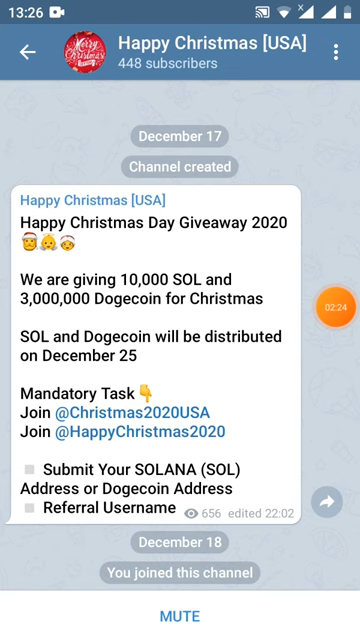 13:26
Happy Christmas [USA]
448 subscribers
December 17
Channel created
Happy Christmas [USA]
Happy Christmas Day Giveaway 2020
🎅👼🤶
We are giving 10,000 SOL and
3,000,000 Dogecoin for Christmas
SOL and Dogecoin will be distributed
on December 25
02:24
Mandatory Task👇
Join @Christmas2020USA
Join @HappyChristmas2020
◽ Submit Your SOLANA (SOL)
Address or Dogecoin Address
◽ Referral Username 656 edited 22:02
December 18
You joined this channel
MUTE